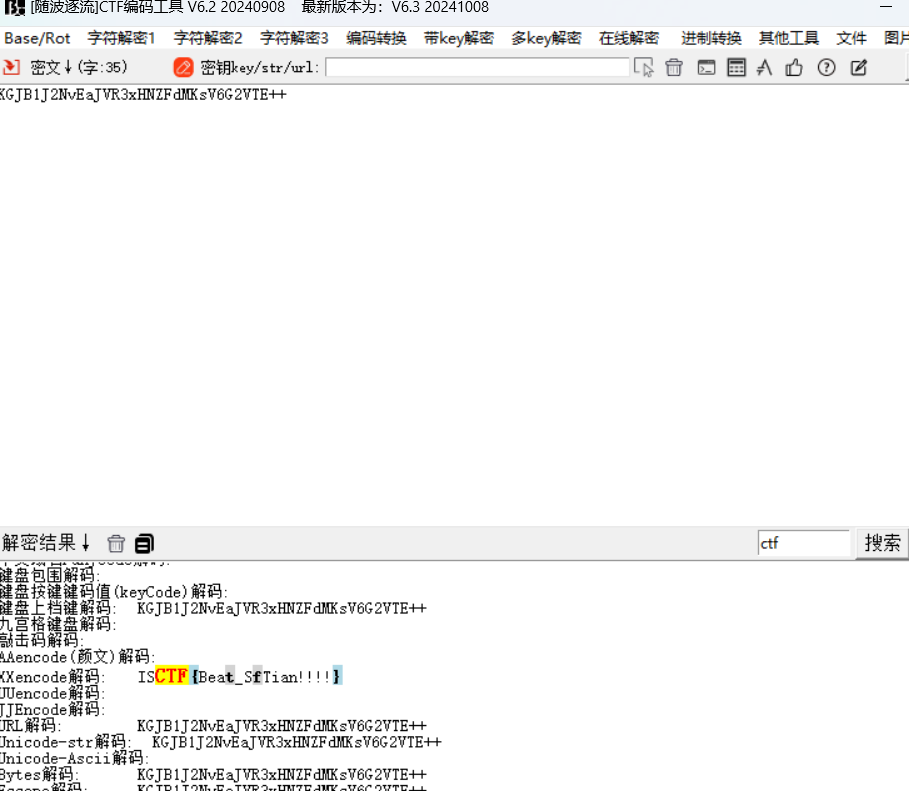 [随波逐流]CTF编码工具 V6.2 20240908 最新版本为：V6.3 20241008
Base/Rot 字符解密1 字符解密2 字符解密3 编码转换 带key解密 多key解密 在线解密 进制转换 其他工具 文件 图片
密文↓(字:35) 密钥key/str/url:
KGJB1J2NvEaJVR3xHNZFdMKsV6G2VTE++
解密结果↓ ctf 搜索
键盘包围解码:
键盘按键键码值(keyCode)解码:
键盘上档键解码: KGJB1J2NvEaJVR3xHNZFdMKsV6G2VTE++
九宫格键盘解码:
敲击码解码:
AAencode(颜文)解码:
XXencode解码: ISCTF{Beat_SfTian!!!!}
UUencode解码:
JJEncode解码:
URL解码: KGJB1J2NvEaJVR3xHNZFdMKsV6G2VTE++
Unicode-str解码: KGJB1J2NvEaJVR3xHNZFdMKsV6G2VTE++
Unicode-Ascii解码:
Bytes解码: KGJB1J2NvEaJVR3xHNZFdMKsV6G2VTE++